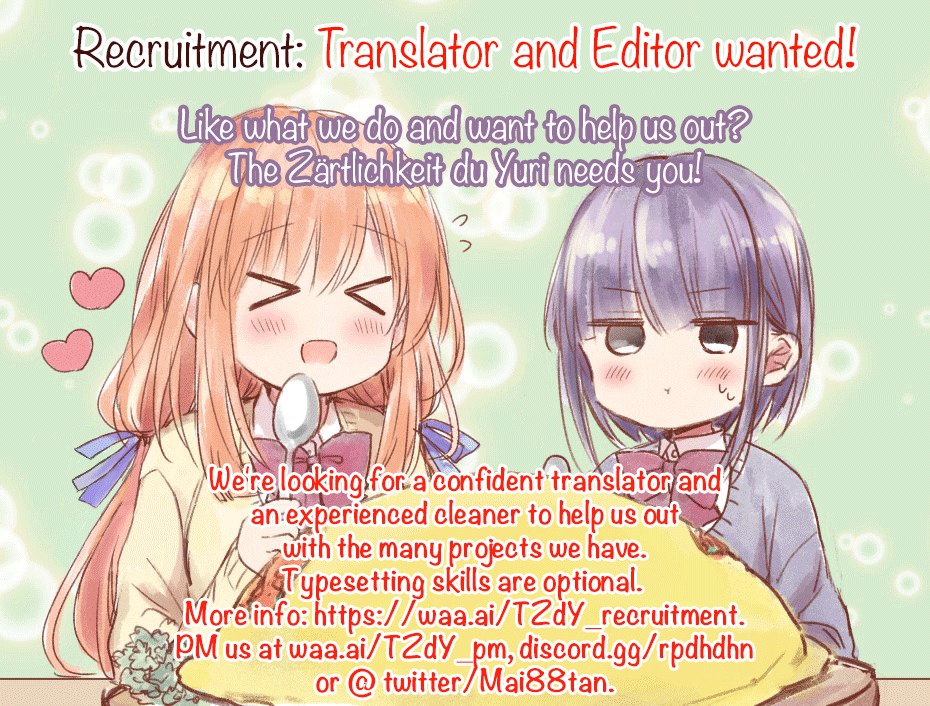 Recruitment: Translator and Editor wanted!
Like what we do and want to help us out?
The Zärtlichkeit du Yuri needs you!
We're looking for a confident translator and
an experienced cleaner to help us out
with the many projects we have.
Typesetting skills are optional.
More info: https://waa.ai/TZdY_recruitment.
PM us at waa.ai/TZdY_pm, discord.gg/rpdhdhn
or @ twitter/Mai88tan.